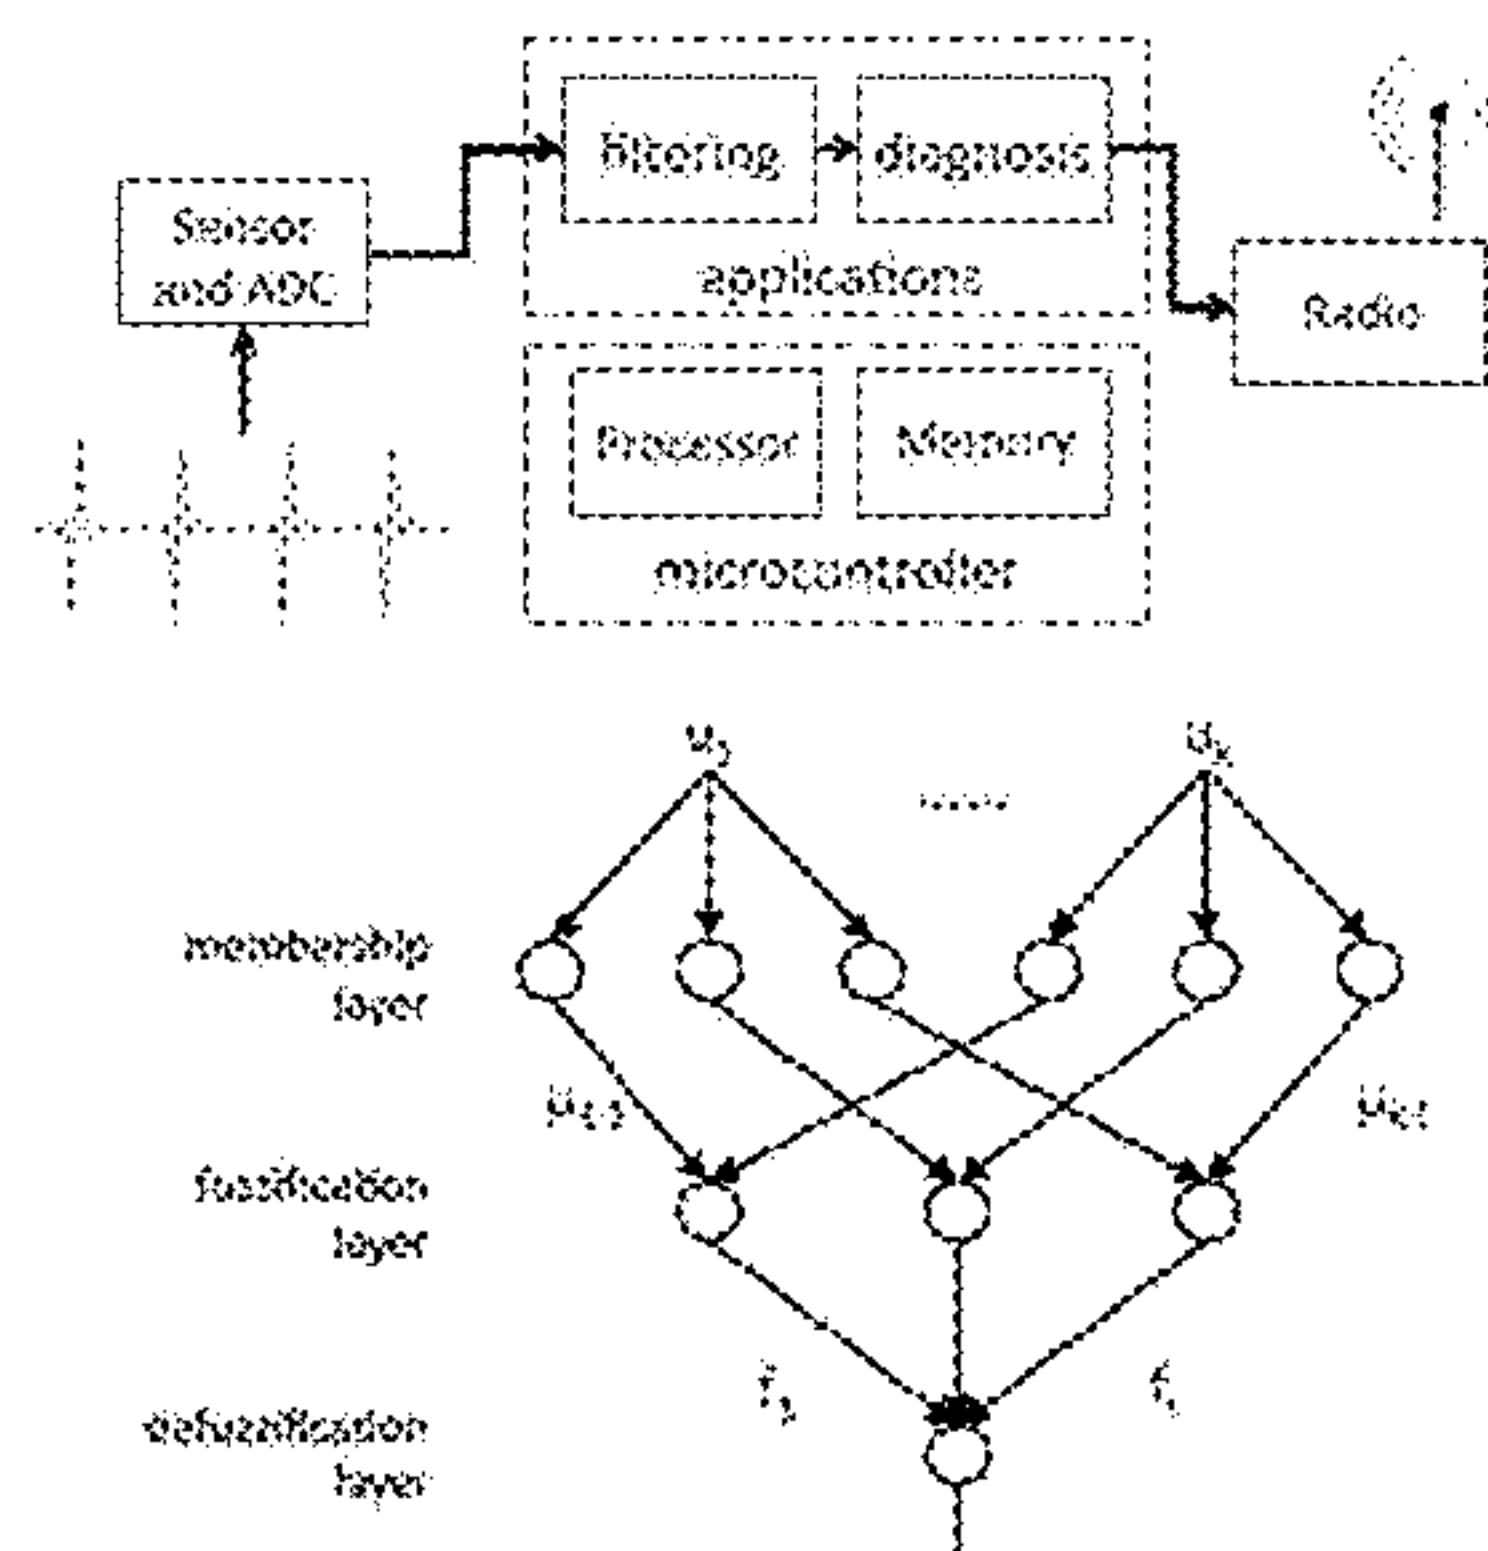 filtering
diagnosis
Sensor
and ADC
applications
Radio
Processor
Memory
microcontroller
membership
layer
fuzzification
layer
defuzzification
layer